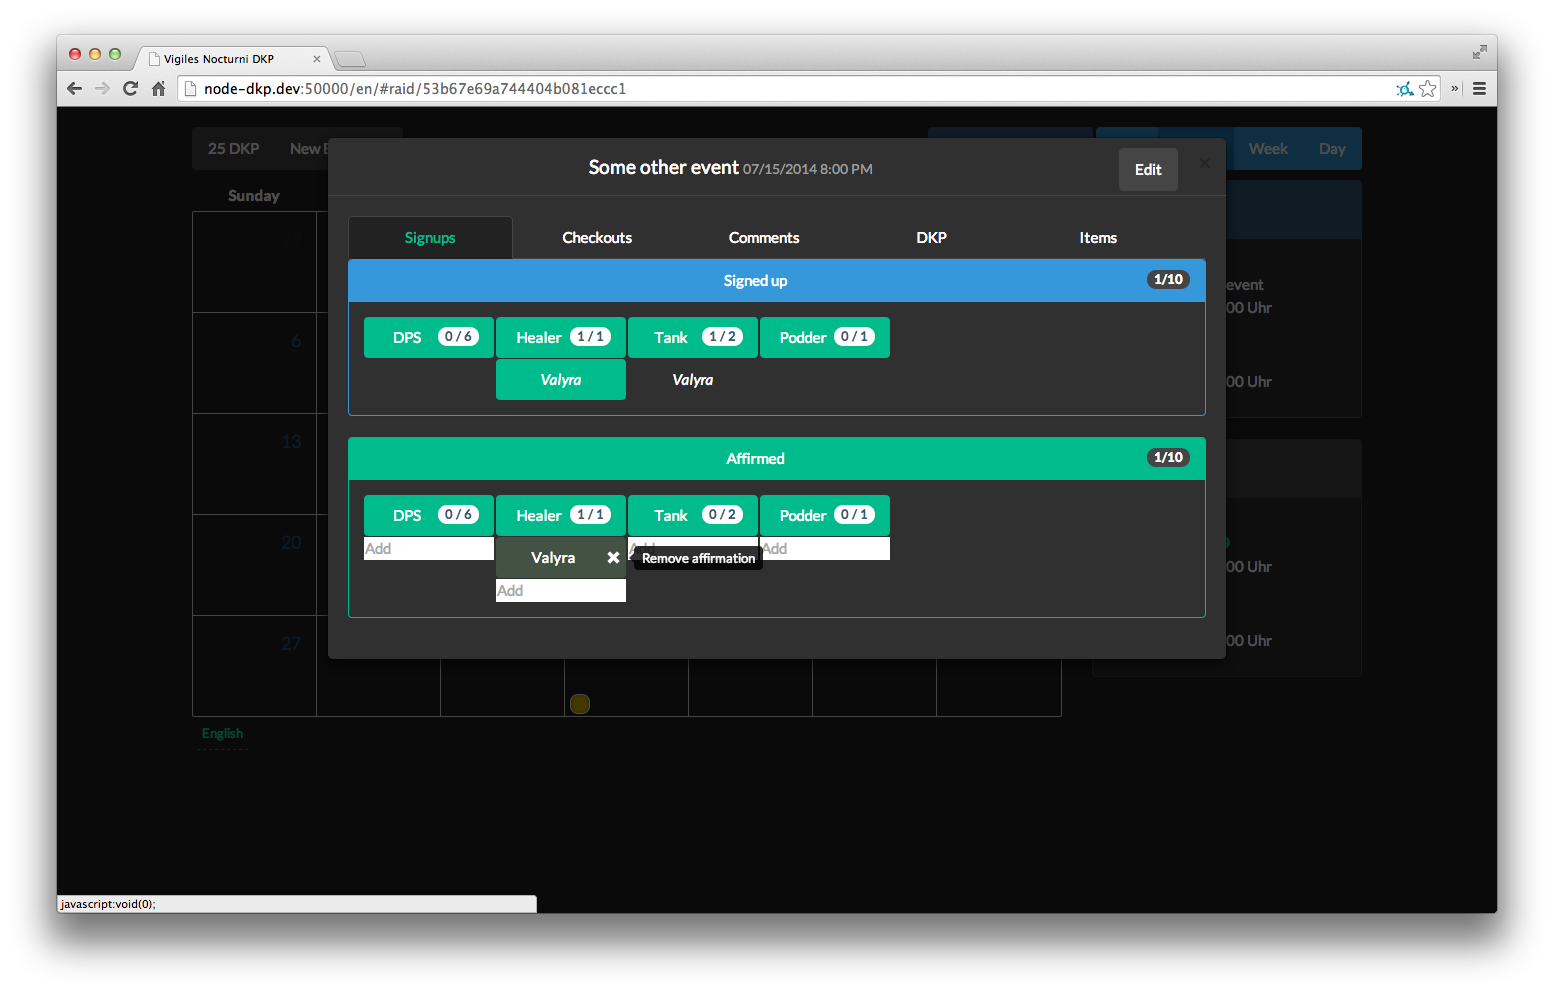 Vigiles Nocturni DKP
node-dkp.dev:50000/en/#raid/53b67e69a744404b081eccc1
25 DKP New
Week Day
Some other event 07/15/2014 8:00 PM
Edit
Sunday
Signups Checkouts Comments DKP Items
Signed up 1/10
event
00 Uhr
DPS 0 / 6 Healer 1 / 1 Tank 1 / 2 Podder 0 / 1
6
Valyra Valyra
00 Uhr
13
Affirmed 1/10
DPS 0 / 6 Healer 1 / 1 Tank 0 / 2 Podder 0 / 1
20
Add Valyra Remove affirmation Add
00 Uhr
Add
27
00 Uhr
English
javascript:void(0);